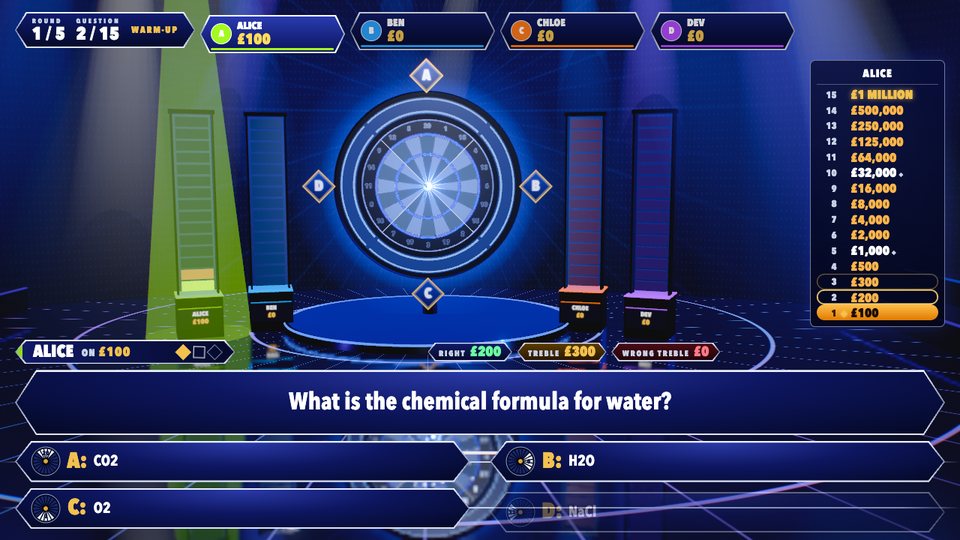 ROUND
1/5
QUESTION
2/15
WARM-UP
A
ALICE
£100
B
BEN
£0
C
CHLOE
£0
D
DEV
£0
A
D
B
C
ALICE
15 £1 MILLION
14 £500,000
13 £250,000
12 £125,000
11 £64,000
10 £32,000
9 £16,000
8 £8,000
7 £4,000
6 £2,000
5 £1,000
4 £500
3 £300
2 £200
1 £100
ALICE
£100
BEN
£0
CHLOE
£0
DEV
£0
ALICE ON £100
RIGHT £200
TREBLE £300
WRONG TREBLE £0
What is the chemical formula for water?
A: CO2
B: H2O
C: O2
D: NaCl